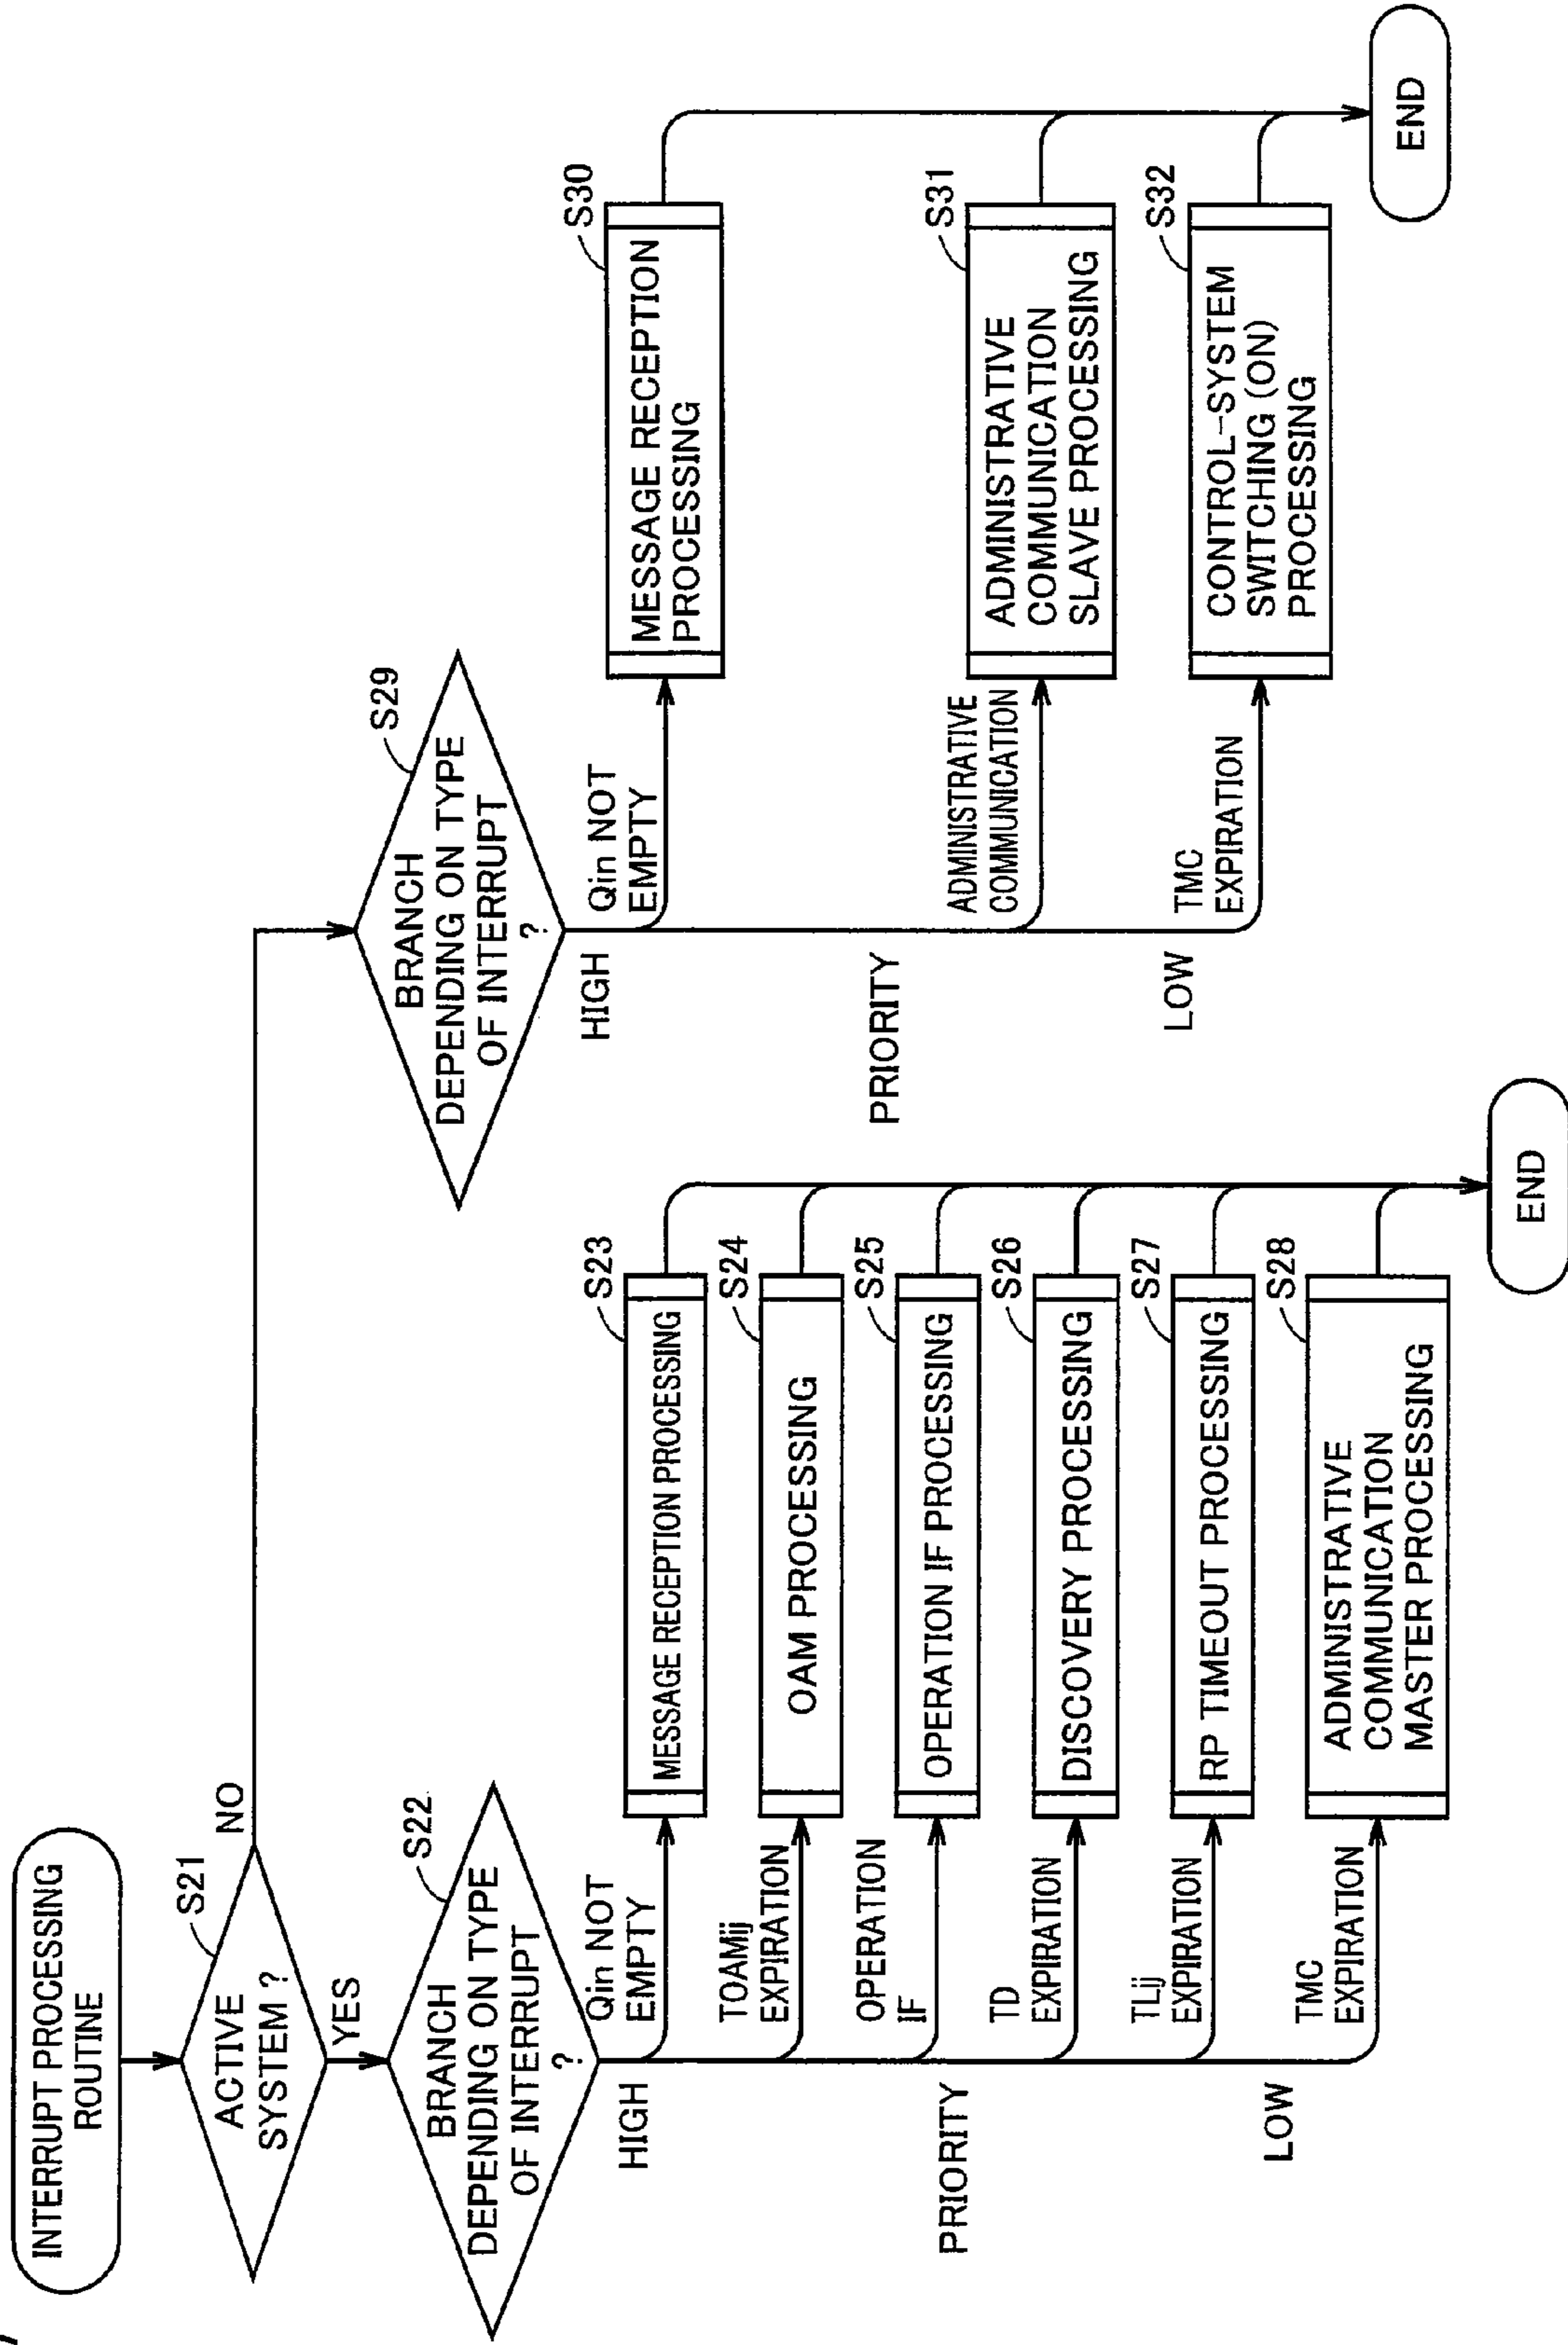 INTERRUPT PROCESSING
ROUTINE
S21
ACTIVE
SYSTEM ?
NO
YES
S22
BRANCH
DEPENDING ON TYPE
OF INTERRUPT
?
HIGH
PRIORITY
LOW
Qin NOT
EMPTY
S23
MESSAGE RECEPTION PROCESSING
TOAMij
EXPIRATION
S24
OAM PROCESSING
OPERATION
IF
S25
OPERATION IF PROCESSING
TD
EXPIRATION
S26
DISCOVERY PROCESSING
TLij
EXPIRATION
S27
RP TIMEOUT PROCESSING
TMC
EXPIRATION
S28
ADMINISTRATIVE
COMMUNICATION
MASTER PROCESSING
END
S29
BRANCH
DEPENDING ON TYPE
OF INTERRUPT
?
HIGH
PRIORITY
LOW
Qin NOT
EMPTY
S30
MESSAGE RECEPTION
PROCESSING
ADMINISTRATIVE
COMMUNICATION
S31
ADMINISTRATIVE
COMMUNICATION
SLAVE PROCESSING
TMC
EXPIRATION
S32
CONTROL-SYSTEM
SWITCHING (ON)
PROCESSING
END